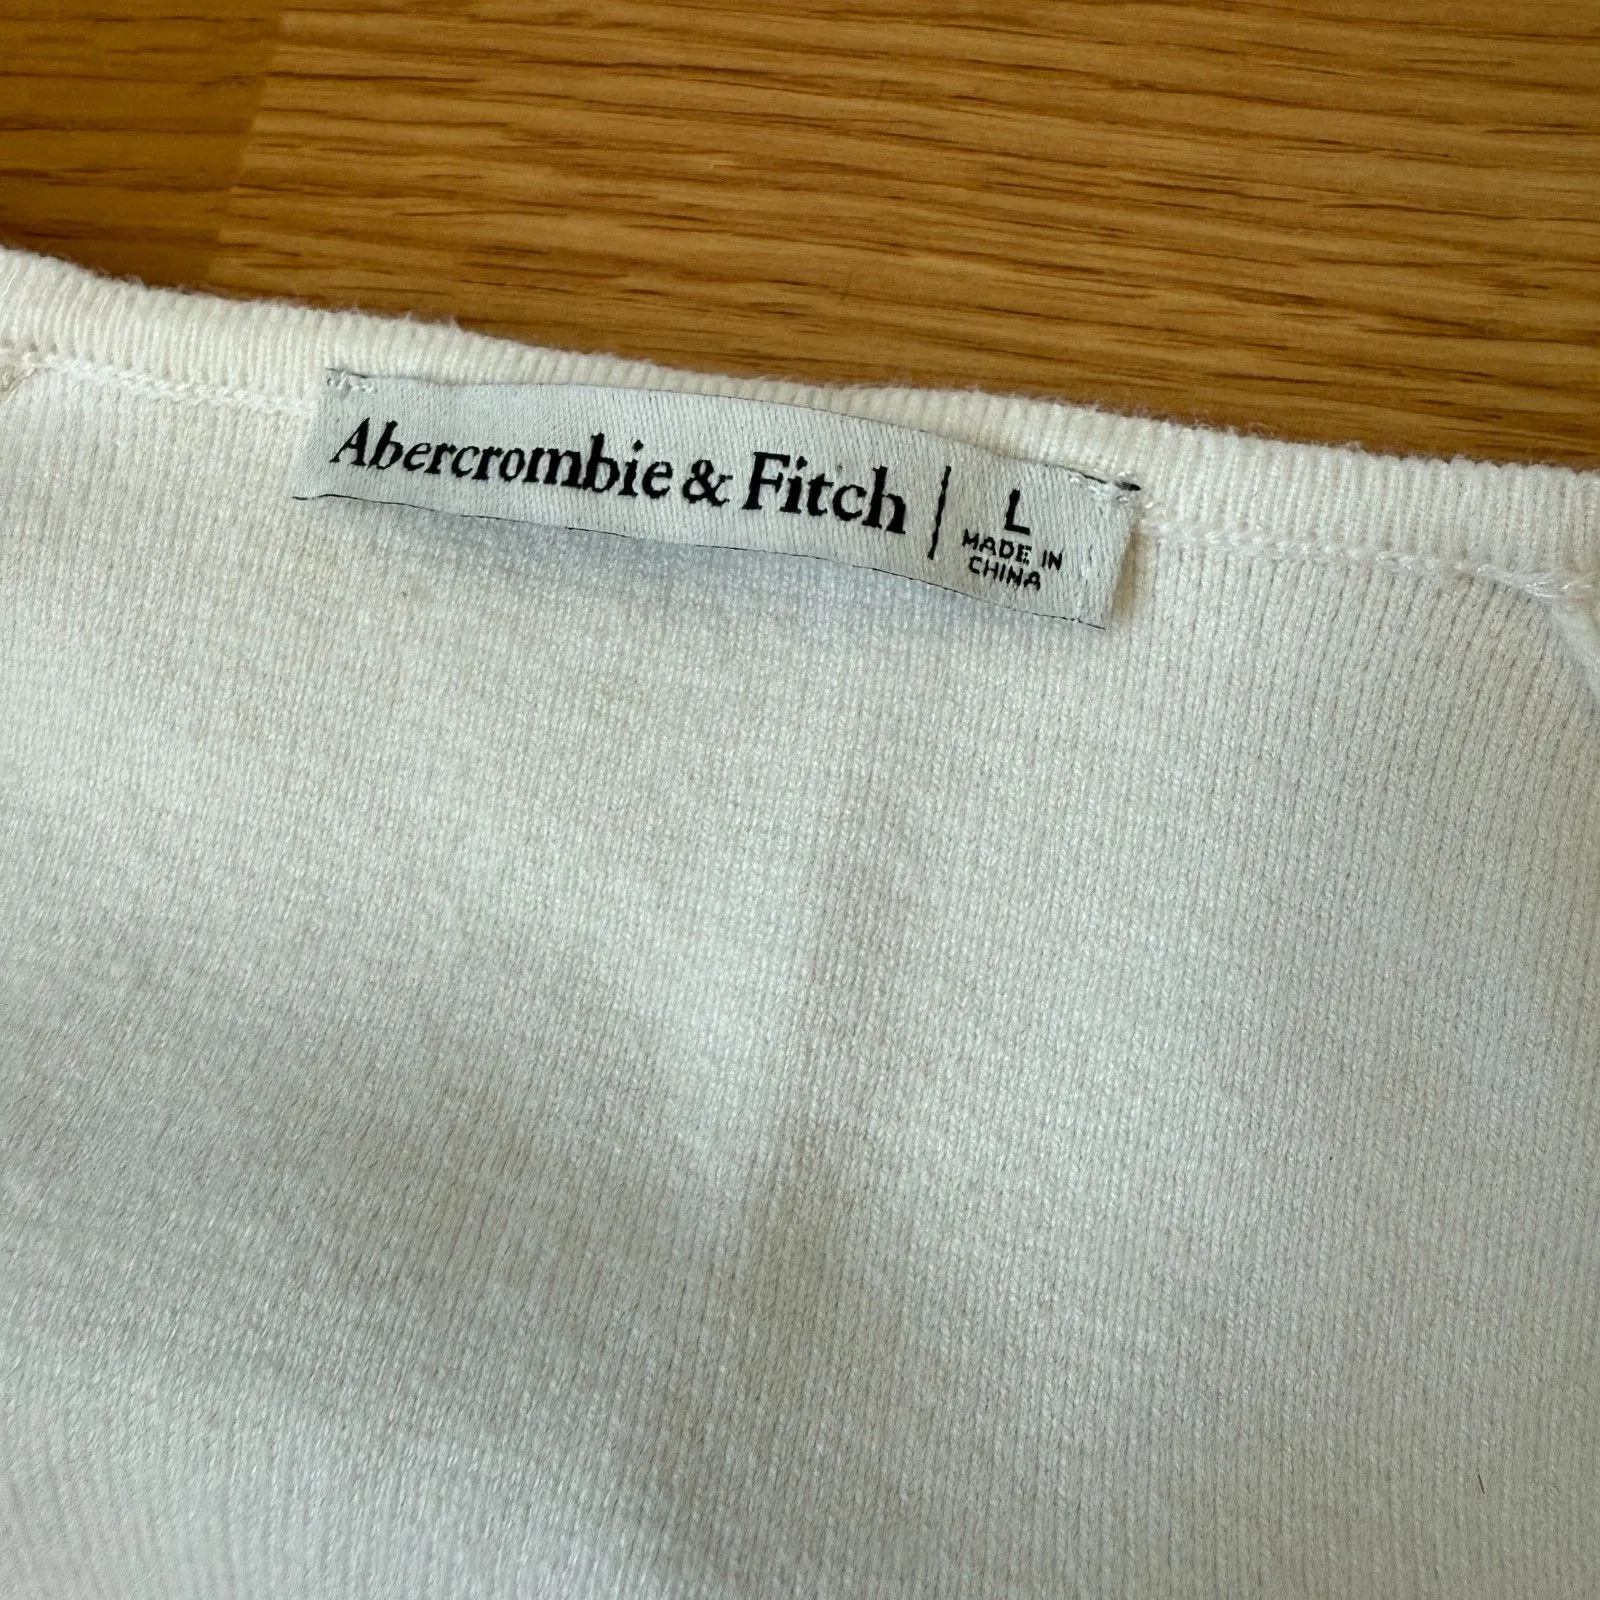 Abercrombie & Fitch | L
MADE IN
CHINA